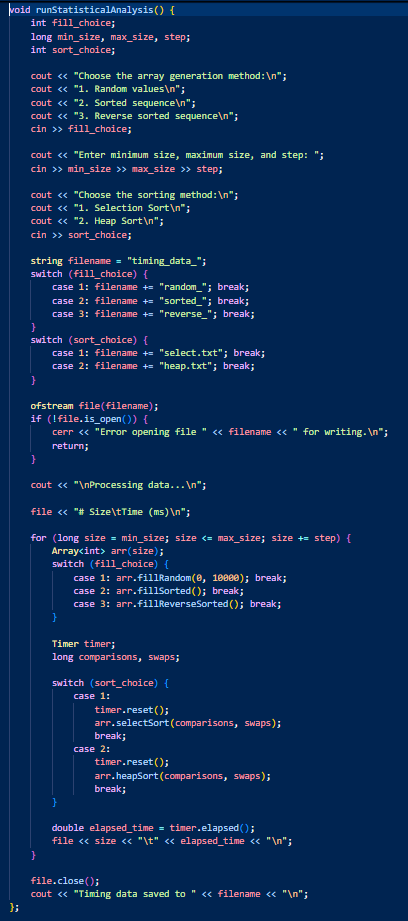 void runStatisticalAnalysis() {
    int fill_choice;
    long min_size, max_size, step;
    int sort_choice;

    cout << "Choose the array generation method:\n";
    cout << "1. Random values\n";
    cout << "2. Sorted sequence\n";
    cout << "3. Reverse sorted sequence\n";
    cin >> fill_choice;

    cout << "Enter minimum size, maximum size, and step: ";
    cin >> min_size >> max_size >> step;

    cout << "Choose the sorting method:\n";
    cout << "1. Selection Sort\n";
    cout << "2. Heap Sort\n";
    cin >> sort_choice;

    string filename = "timing_data_";
    switch (fill_choice) {
        case 1: filename += "random_"; break;
        case 2: filename += "sorted_"; break;
        case 3: filename += "reverse_"; break;
    }
    switch (sort_choice) {
        case 1: filename += "select.txt"; break;
        case 2: filename += "heap.txt"; break;
    }

    ofstream file(filename);
    if (!file.is_open()) {
        cerr << "Error opening file " << filename << " for writing.\n";
        return;
    }

    cout << "\nProcessing data...\n";

    file << "# Size\tTime (ms)\n";

    for (long size = min_size; size <= max_size; size += step) {
        Array<int> arr(size);
        switch (fill_choice) {
            case 1: arr.fillRandom(0, 10000); break;
            case 2: arr.fillSorted(); break;
            case 3: arr.fillReverseSorted(); break;
        }

        Timer timer;
        long comparisons, swaps;

        switch (sort_choice) {
            case 1:
                timer.reset();
                arr.selectSort(comparisons, swaps);
                break;
            case 2:
                timer.reset();
                arr.heapSort(comparisons, swaps);
                break;
        }

        double elapsed_time = timer.elapsed();
        file << size << "\t" << elapsed_time << "\n";
    }

    file.close();
    cout << "Timing data saved to " << filename << "\n";
};